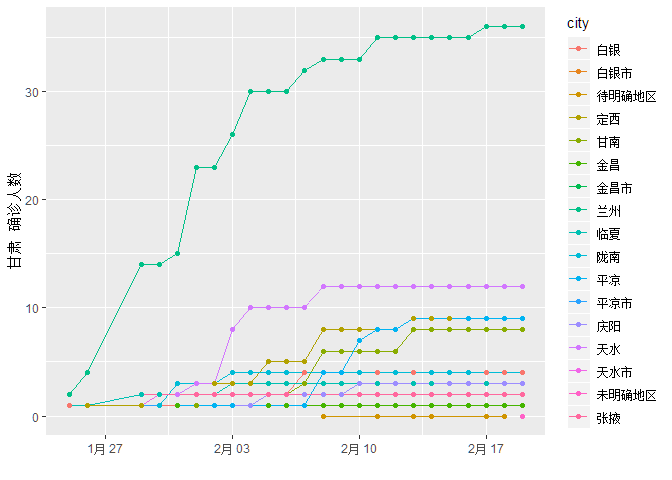 city
白银
白银市
待明确地区
定西
甘南
金昌
金昌市
兰州
临夏
陇南
平凉
平凉市
庆阳
天水
天水市
未明确地区
张掖
甘肃 确诊人数
30
20
10
0
1月 27
2月 03
2月 10
2月 17